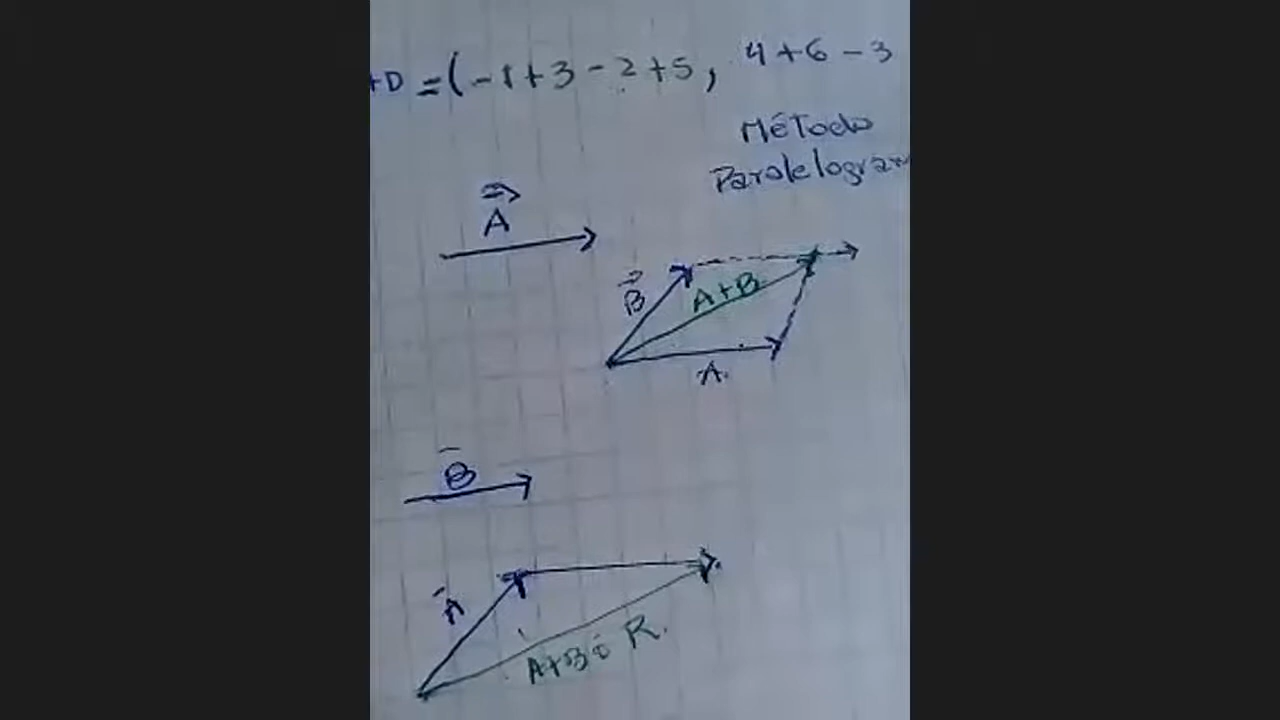 +D = (-1+3-2+5, 4+6-3
Método
Paralelogram
A
B
A+B
A.
B
A
A+B ó R.